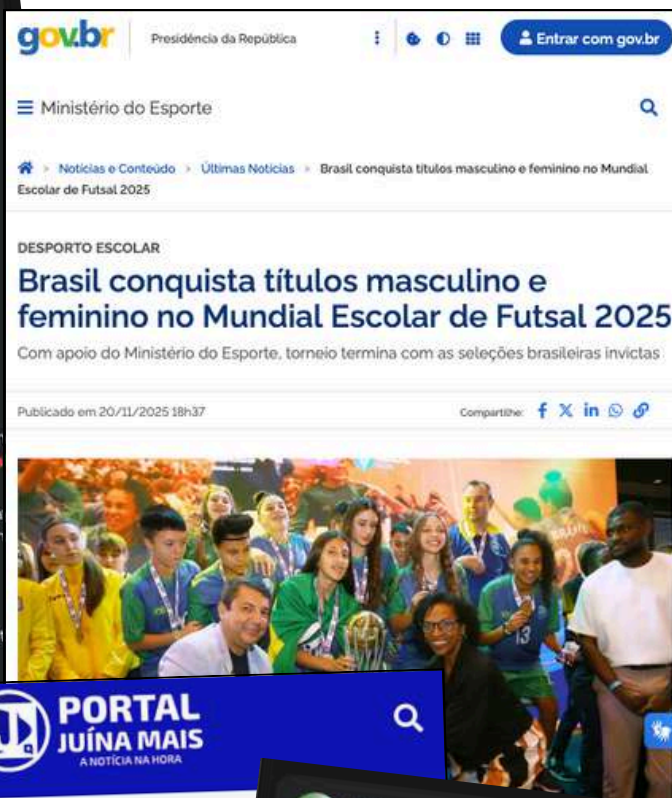 gov.br
Presidência da República
Entrar com gov.br
Ministério do Esporte
Notícias e Conteúdo > Últimas Notícias > Brasil conquista títulos masculino e feminino no Mundial
Escolar de Futsal 2025
DESPORTO ESCOLAR
Brasil conquista títulos masculino e
feminino no Mundial Escolar de Futsal 2025
Com apoio do Ministério do Esporte, torneio termina com as seleções brasileiras invictas
Publicado em 20/11/2025 18h37
Compartilhe:
13
PORTAL
JUÍNA MAIS
A NOTÍCIA NA HORA